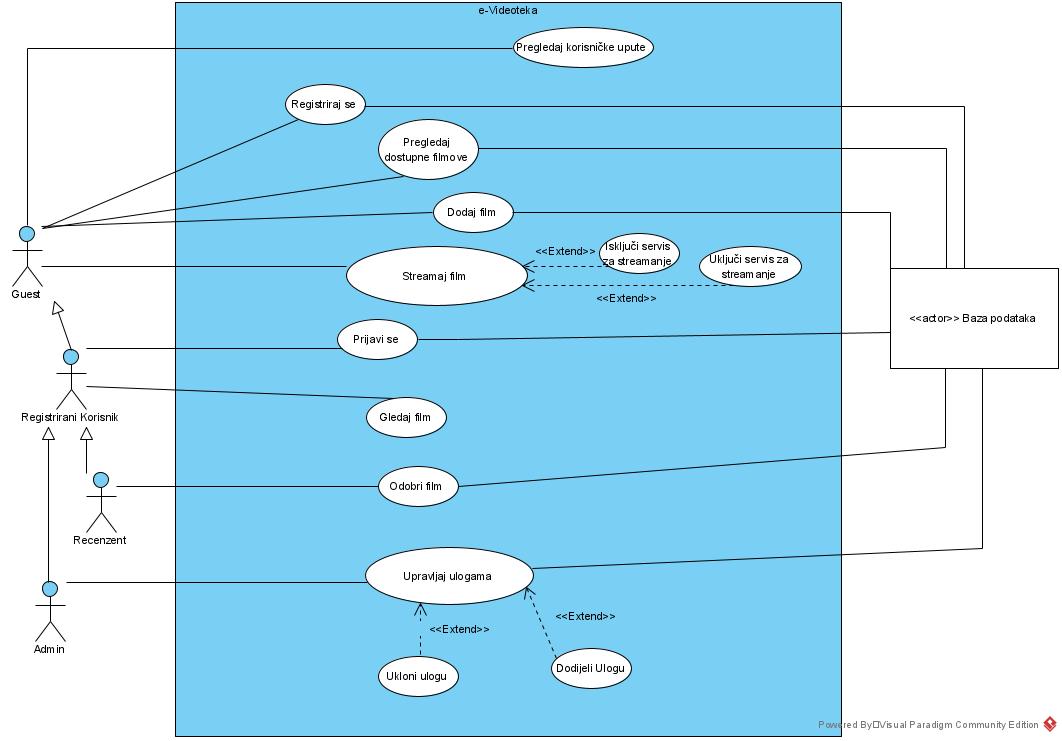 e-Videoteka
Pregledaj korisničke upute
Registriraj se
Pregledaj
dostupne filmove
Dodaj film
<<Extend>>
Isključi servis
za streamanje
Uključi servis za
streamanje
Streamaj film
<<Extend>>
Guest
<<actor>> Baza podataka
Prijavi se
Registrirani Korisnik
Gledaj film
Odobri film
Recenzent
Upravljaj ulogama
<<Extend>>
<<Extend>>
Admin
Ukloni ulogu
Dodijeli Ulogu
Powered By□Visual Paradigm Community Edition